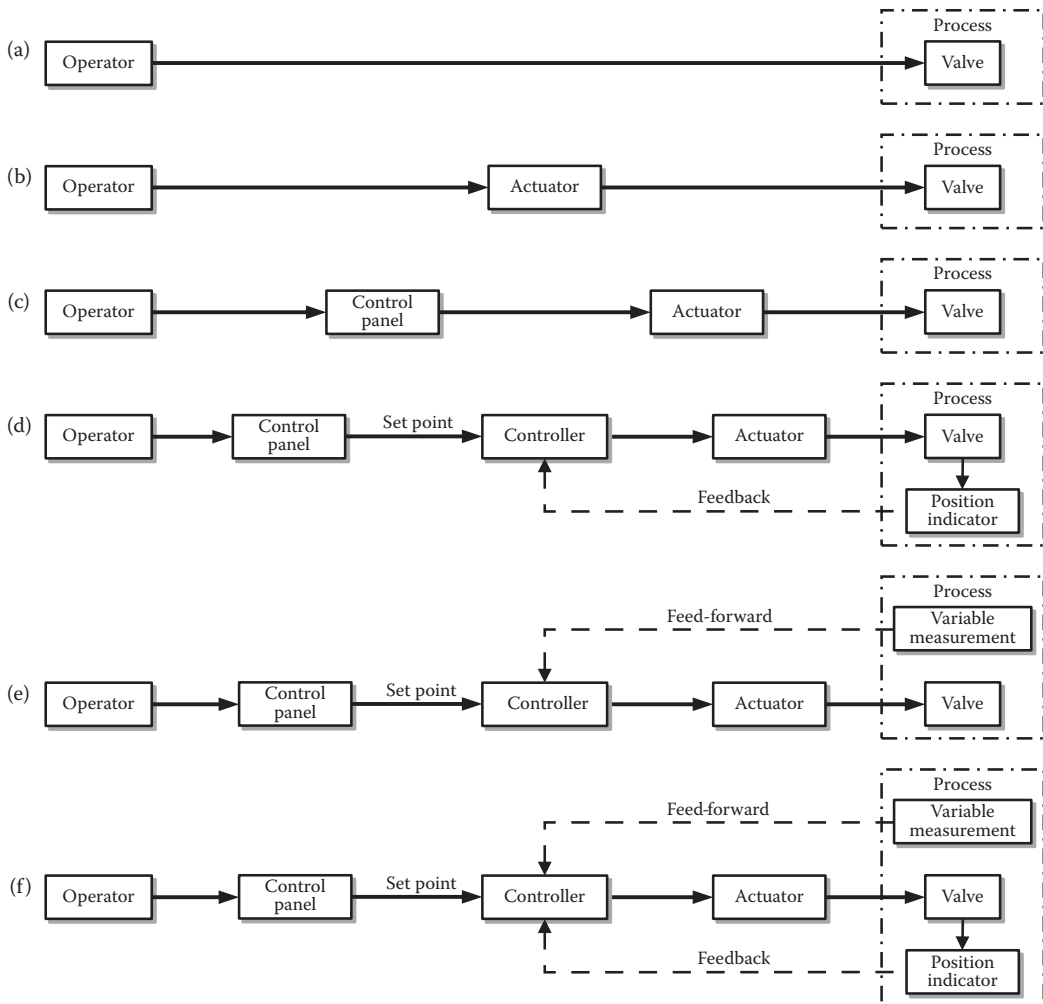 Process
(a)
Operator
Valve
Process
(b)
Operator
Actuator
Valve
Process
(c)
Operator
Control
panel
Actuator
Valve
Process
(d)
Operator
Control
panel
Set point
Controller
Actuator
Valve
Feedback
Position
indicator
Process
Feed-forward
Variable
measurement
(e)
Operator
Control
panel
Set point
Controller
Actuator
Valve
Process
Feed-forward
Variable
measurement
(f)
Operator
Control
panel
Set point
Controller
Actuator
Valve
Feedback
Position
indicator